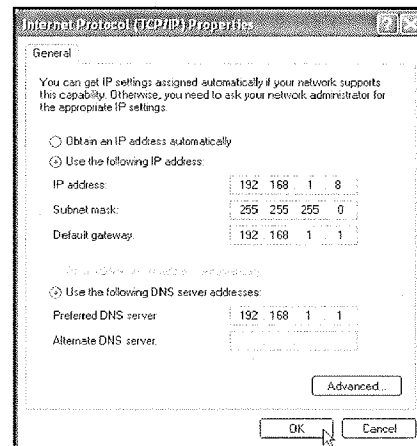 Internet Protocol (TCP/IP) Properties
General
You can get IP settings assigned automatically if your network supports
this capability. Otherwise, you need to ask your network administrator for
the appropriate IP settings.
Obtain an IP address automatically
Use the following IP address:
IP address: 192 . 168 . 1 . 8
Subnet mask: 255 . 255 . 255 . 0
Default gateway: 192 . 168 . 1 . 1
Use the following DNS server addresses:
Preferred DNS server 192 . 168 . 1 . 1
Alternate DNS server.
Advanced...
OK Cancel